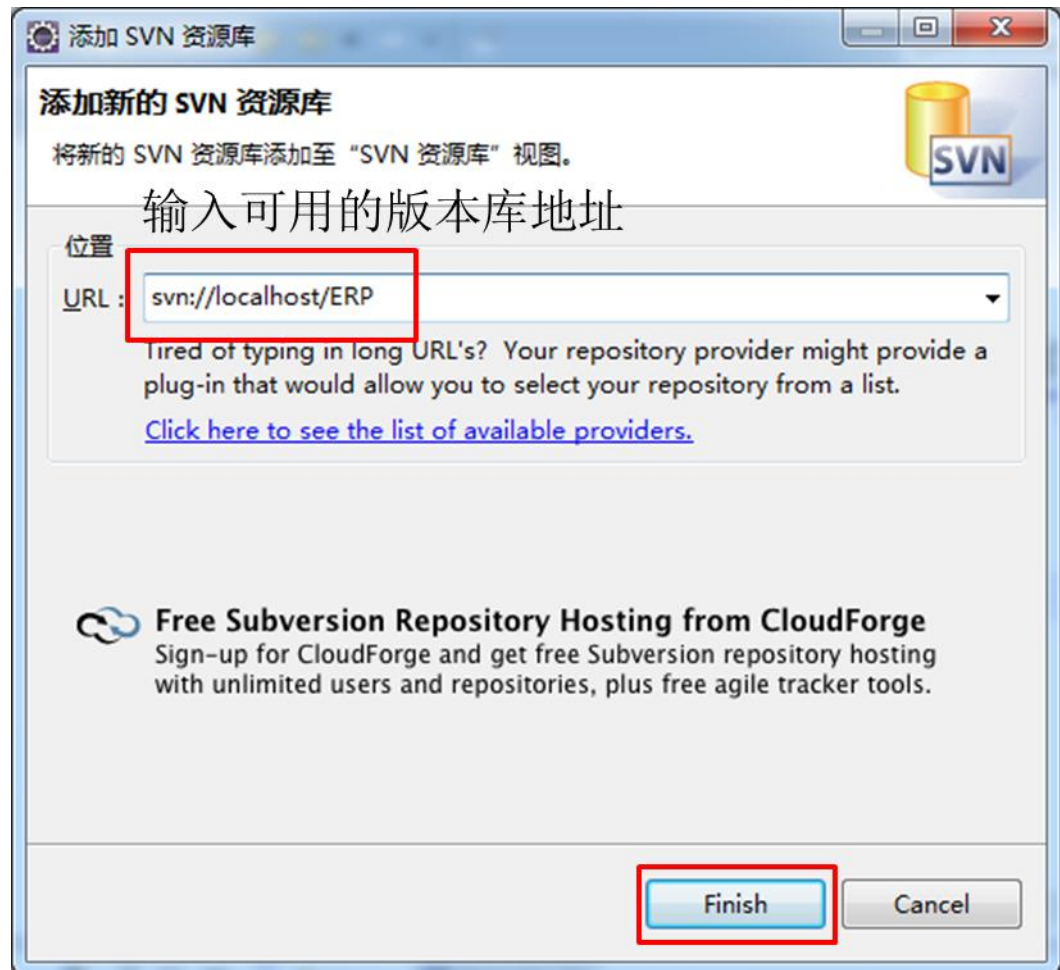 添加 SVN 资源库
添加新的 SVN 资源库
将新的 SVN 资源库添加至“SVN 资源库”视图。
SVN
输入可用的版本库地址
位置
URL : svn://localhost/ERP
Tired of typing in long URL's? Your repository provider might provide a
plug-in that would allow you to select your repository from a list.
Click here to see the list of available providers.
Free Subversion Repository Hosting from CloudForge
Sign-up for CloudForge and get free Subversion repository hosting
with unlimited users and repositories, plus free agile tracker tools.
Finish Cancel